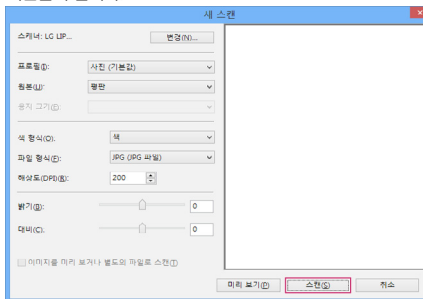 새 스캔
스캐너: LG LIP...
변경(N)...
프로필(I):
사진 (기본값)
원본(U):
평판
용지 크기(E):
색 형식(O):
색
파일 형식(F):
JPG (JPG 파일)
해상도(DPI)(R):
200
밝기(B):
0
대비(C):
0
이미지를 미리 보거나 별도의 파일로 스캔(T)
미리 보기(P)
스캔(S)
취소